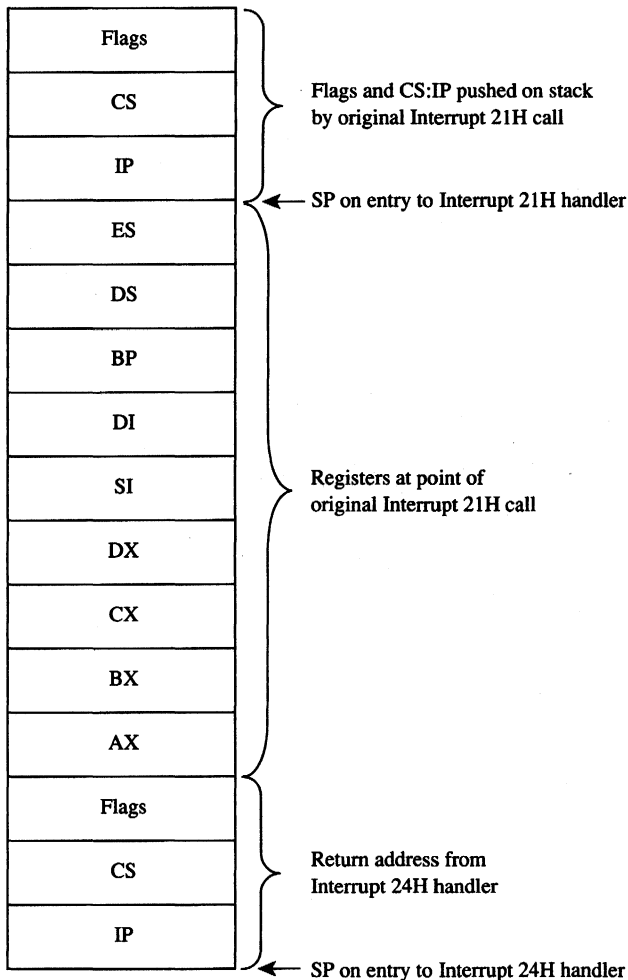 Flags
CS
IP
Flags and CS:IP pushed on stack
by original Interrupt 21H call
SP on entry to Interrupt 21H handler
ES
DS
BP
DI
SI
DX
CX
BX
AX
Registers at point of
original Interrupt 21H call
Flags
CS
IP
Return address from
Interrupt 24H handler
SP on entry to Interrupt 24H handler